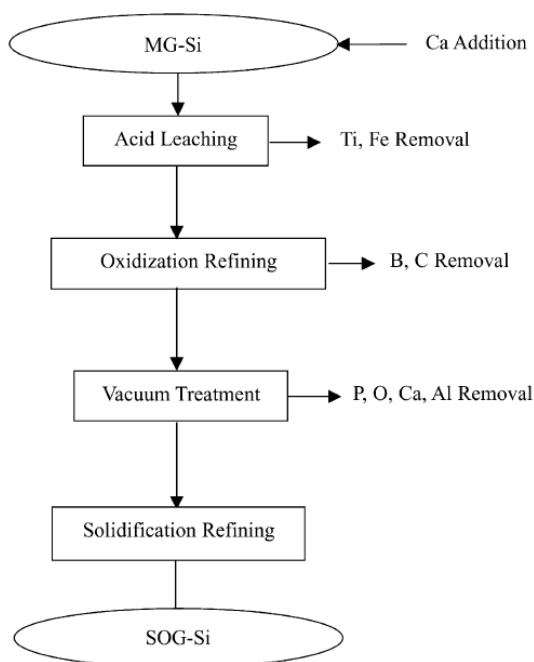 MG-Si
Ca Addition
Acid Leaching
Ti, Fe Removal
Oxidization Refining
B, C Removal
Vacuum Treatment
P, O, Ca, Al Removal
Solidification Refining
SOG-Si